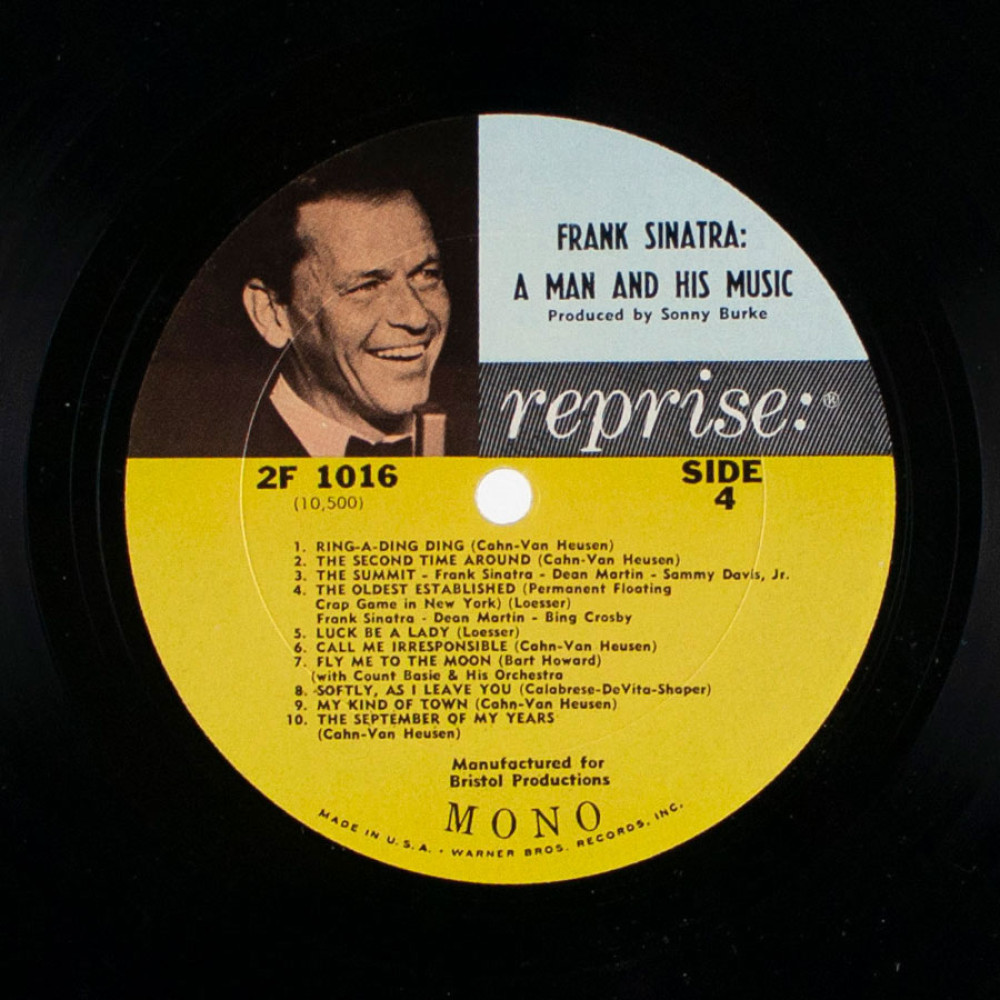 FRANK SINATRA:
A MAN AND HIS MUSIC
Produced by Sonny Burke
reprise:®
2F 1016
(10,500)
SIDE
4
1. RING-A-DING DING (Cahn-Van Heusen)
2. THE SECOND TIME AROUND (Cahn-Van Heusen)
3. THE SUMMIT - Frank Sinatra - Dean Martin - Sammy Davis, Jr.
4. THE OLDEST ESTABLISHED (Permanent Floating
Crap Game in New York) (Loesser)
Frank Sinatra - Dean Martin - Bing Crosby
5. LUCK BE A LADY (Loesser)
6. CALL ME IRRESPONSIBLE (Cahn-Van Heusen)
7. FLY ME TO THE MOON (Bart Howard)
(with Count Basie & His Orchestra
8. SOFTLY, AS I LEAVE YOU (Calabrese-DeVita-Shaper)
9. MY KIND OF TOWN (Cahn-Van Heusen)
10. THE SEPTEMBER OF MY YEARS
(Cahn-Van Heusen)
Manufactured for
Bristol Productions
MONO
MADE IN U.S.A. · WARNER BROS. RECORDS, INC.